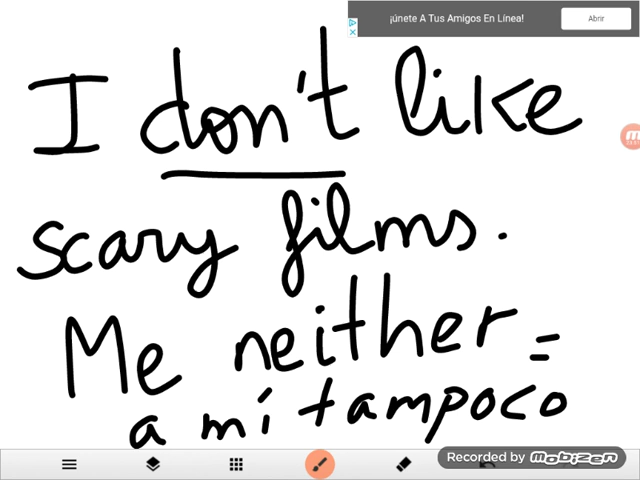 ¡únete A Tus Amigos En Línea!
Abrir
I don't like
scary films.
Me neither =
a mí tampoco
Recorded by mobizen